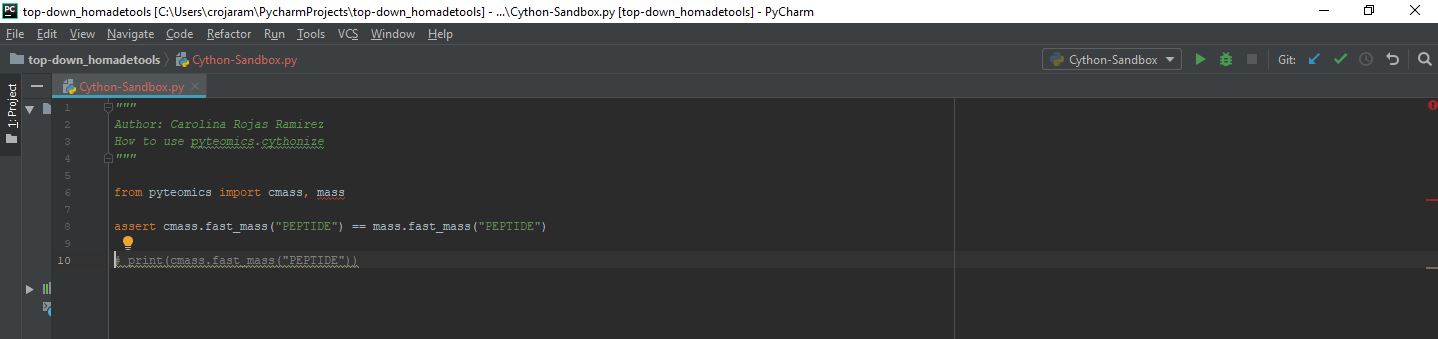 PC top-down_homadetools [C:\Users\crojaram\PycharmProjects\top-down_homadetools] - ...\Cython-Sandbox.py [top-down_homadetools] - PyCharm
File Edit View Navigate Code Refactor Run Tools VCS Window Help
top-down_homadetools Cython-Sandbox.py Cython-Sandbox Git:
1: Project
Cython-Sandbox.py
1 """
2 Author: Carolina Rojas Ramirez
3 How to use pyteomics.cythonize
4 """
5
6 from pyteomics import cmass, mass
7
8 assert cmass.fast_mass("PEPTIDE") == mass.fast_mass("PEPTIDE")
9
10 # print(cmass.fast_mass("PEPTIDE"))